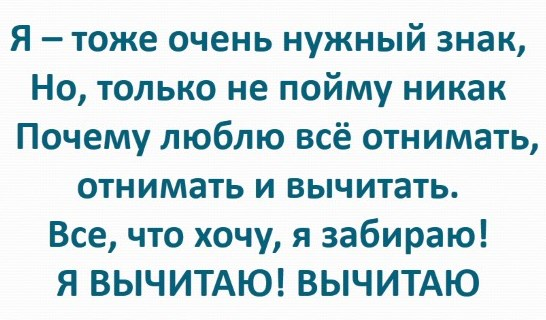 Я – тоже очень нужный знак,
Но, только не пойму никак
Почему люблю всё отнимать,
отнимать и вычитать.
Все, что хочу, я забираю!
Я ВЫЧИТАЮ! ВЫЧИТАЮ